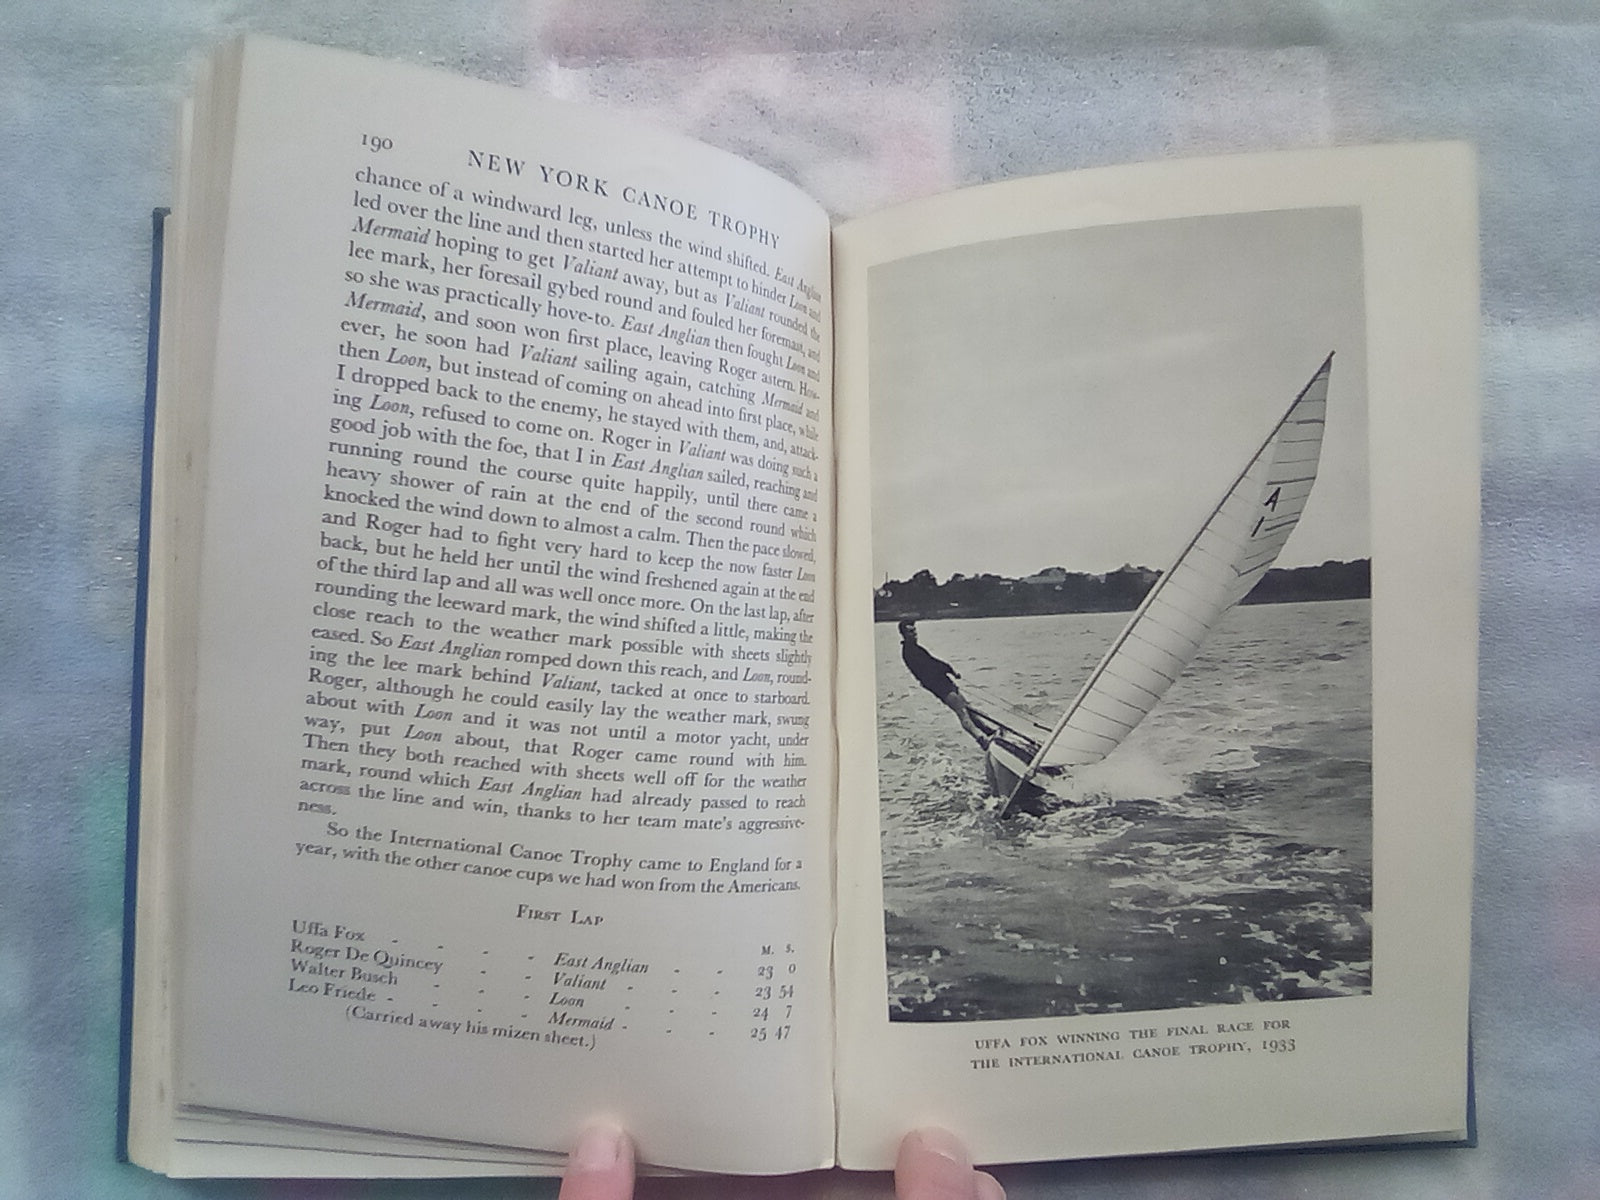 190
NEW YORK CANOE TROPHY
chance of a windward leg, unless the wind shifted. East Anglian
led over the line and then started her attempt to hinder Loon and
Mermaid hoping to get Valiant away, but as Valiant rounded the
lee mark, her foresail gybed round and fouled her foremast, and
so she was practically hove-to. East Anglian then fought Loon and
Mermaid, and soon won first place, leaving Roger astern. How-
ever, he soon had Valiant sailing again, catching Mermaid and
then Loon, but instead of coming on ahead into first place, while
I dropped back to the enemy, he stayed with them, and, attack-
ing Loon, refused to come on. Roger in Valiant was doing such a
good job with the foe, that I in East Anglian sailed, reaching and
running round the course quite happily, until there came a
heavy shower of rain at the end of the second round which
knocked the wind down to almost a calm. Then the pace slowed,
and Roger had to fight very hard to keep the now faster Loon
back, but he held her until the wind freshened again at the end
of the third lap and all was well once more. On the last lap, after
rounding the leeward mark, the wind shifted a little, making the
close reach to the weather mark possible with sheets slightly
eased. So East Anglian romped down this reach, and Loon, round-
ing the lee mark behind Valiant, tacked at once to starboard.
Roger, although he could easily lay the weather mark, swung
about with Loon and it was not until a motor yacht, under
way, put Loon about, that Roger came round with him.
Then they both reached with sheets well off for the weather
mark, round which East Anglian had already passed to reach
across the line and win, thanks to her team mate's aggressive-
ness.
So the International Canoe Trophy came to England for a
year, with the other canoe cups we had won from the Americans.
First Lap
M. S.
Uffa Fox - - - - East Anglian - - 23 0
Roger De Quincey - - Valiant - - - 23 54
Walter Busch - - - Loon - - - 24 7
Leo Friede - - - - Mermaid - - - 25 47
(Carried away his mizen sheet.)
A
1
UFFA FOX WINNING THE FINAL RACE FOR
THE INTERNATIONAL CANOE TROPHY, 1933